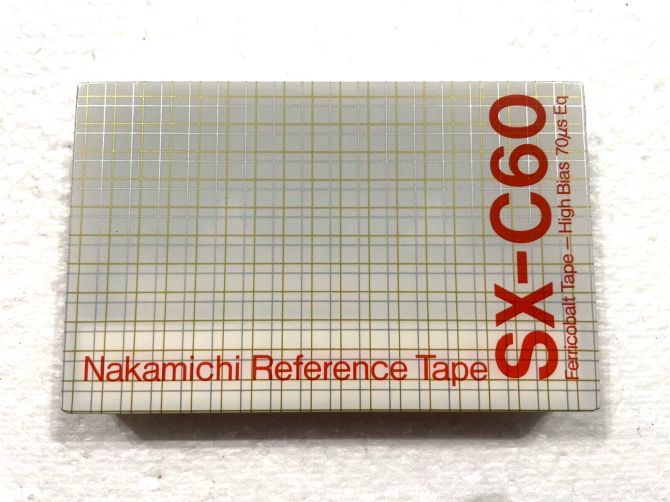 Nakamichi Reference Tape
SX-C60
Ferricobalt Tape – High Bias 70µs Eq